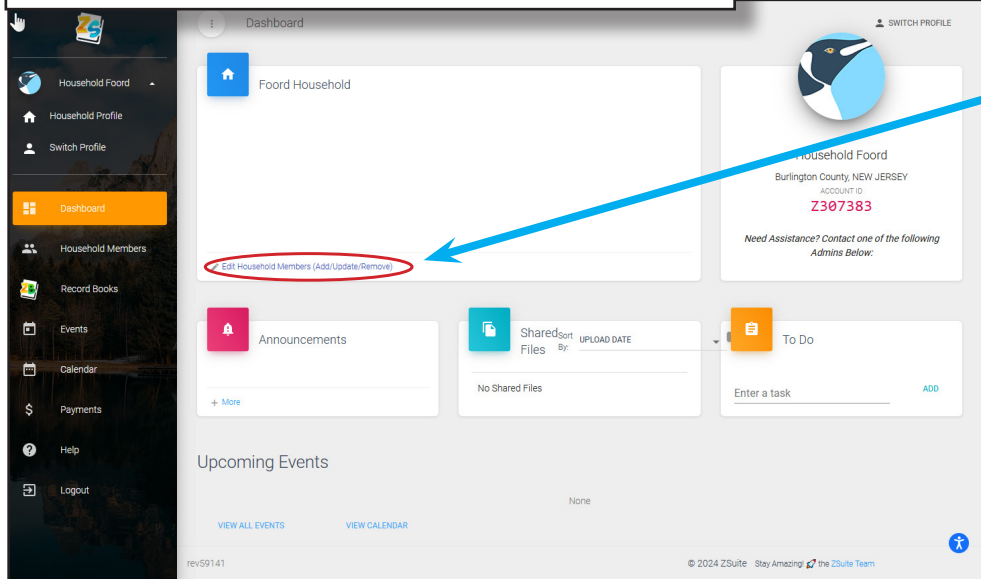 ZS
Dashboard
SWITCH PROFILE
Household Foord
Household Profile
Switch Profile
Dashboard
Household Members
Record Books
Events
Calendar
$ Payments
Help
Logout
Foord Household
Edit Household Members (Add/Update/Remove)
Household Foord
Burlington County, NEW JERSEY
ACCOUNT ID
Z307383
Need Assistance? Contact one of the following
Admins Below:
Announcements
+ More
Shared
Files
Sort
By:
UPLOAD DATE
No Shared Files
To Do
Enter a task
ADD
Upcoming Events
None
VIEW ALL EVENTS
VIEW CALENDAR
rev59141
© 2024 ZSuite Stay Amazing! the ZSuite Team